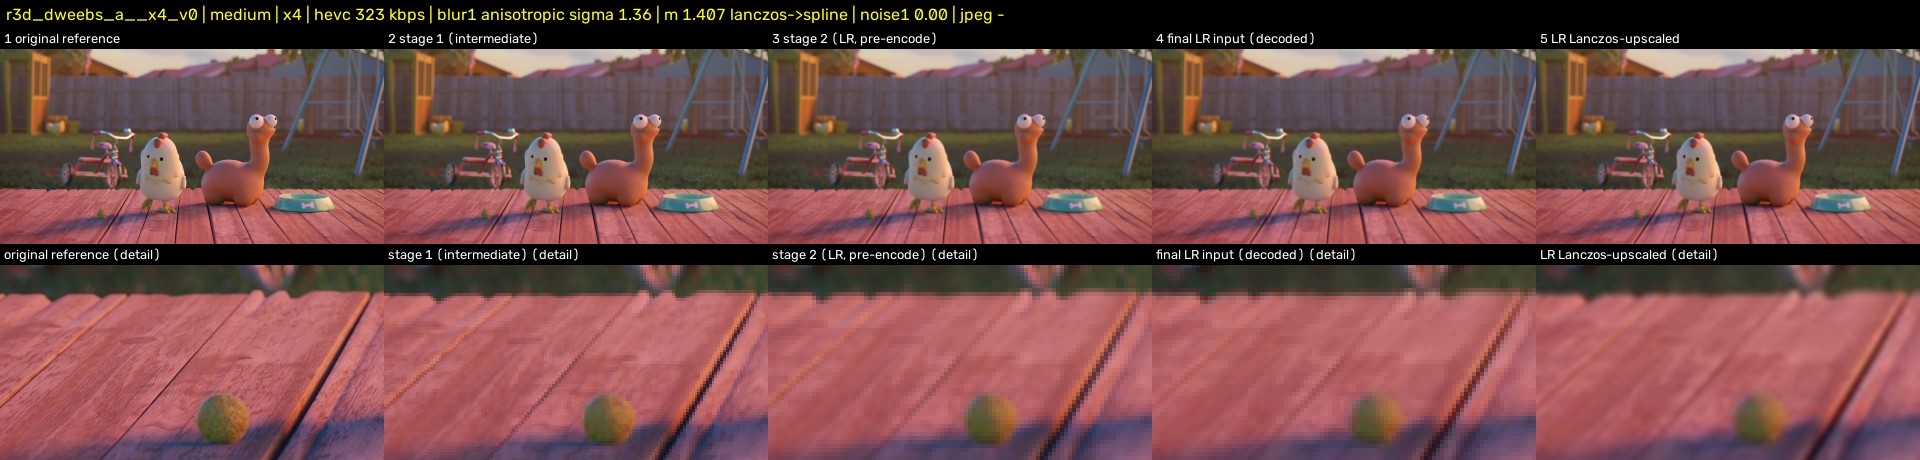 r3d_dweebs_a__x4_v0 | medium | x4 | hevc 323 kbps | blur1 anisotropic sigma 1.36 | m 1.407 lanczos->spline | noise1 0.00 | jpeg -
1 original reference
2 stage 1 (intermediate)
3 stage 2 (LR, pre-encode)
4 final LR input (decoded)
5 LR Lanczos-upscaled
original reference (detail)
stage 1 (intermediate) (detail)
stage 2 (LR, pre-encode) (detail)
final LR input (decoded) (detail)
LR Lanczos-upscaled (detail)